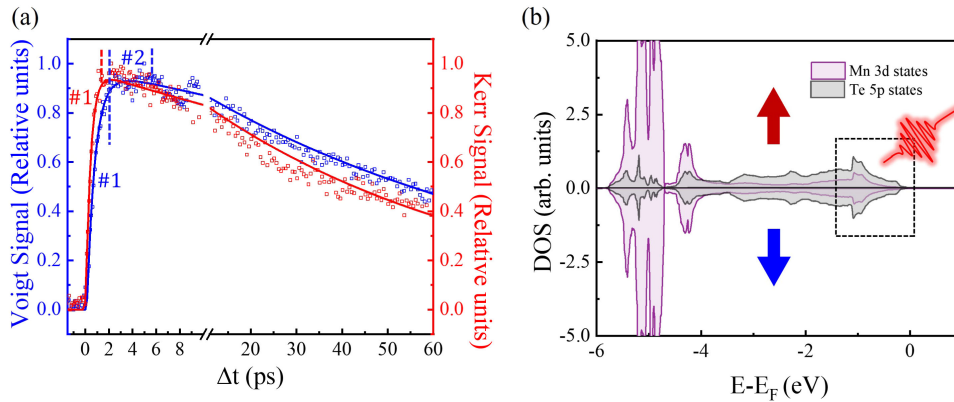 (a)
Voigt Signal (Relative units)
1.0
0.8
0.6
0.4
0.2
0.0
#1
#2
#1
1.0
0.8
0.6
0.4
0.2
0.0
Kerr Signal (Relative units)
0 2 4 6 8 20 30 40 50 60
Δt (ps)
(b)
DOS (arb. units)
5.0
2.5
0.0
-2.5
-5.0
Mn 3d states
Te 5p states
-6 -4 -2 0
E-EF (eV)